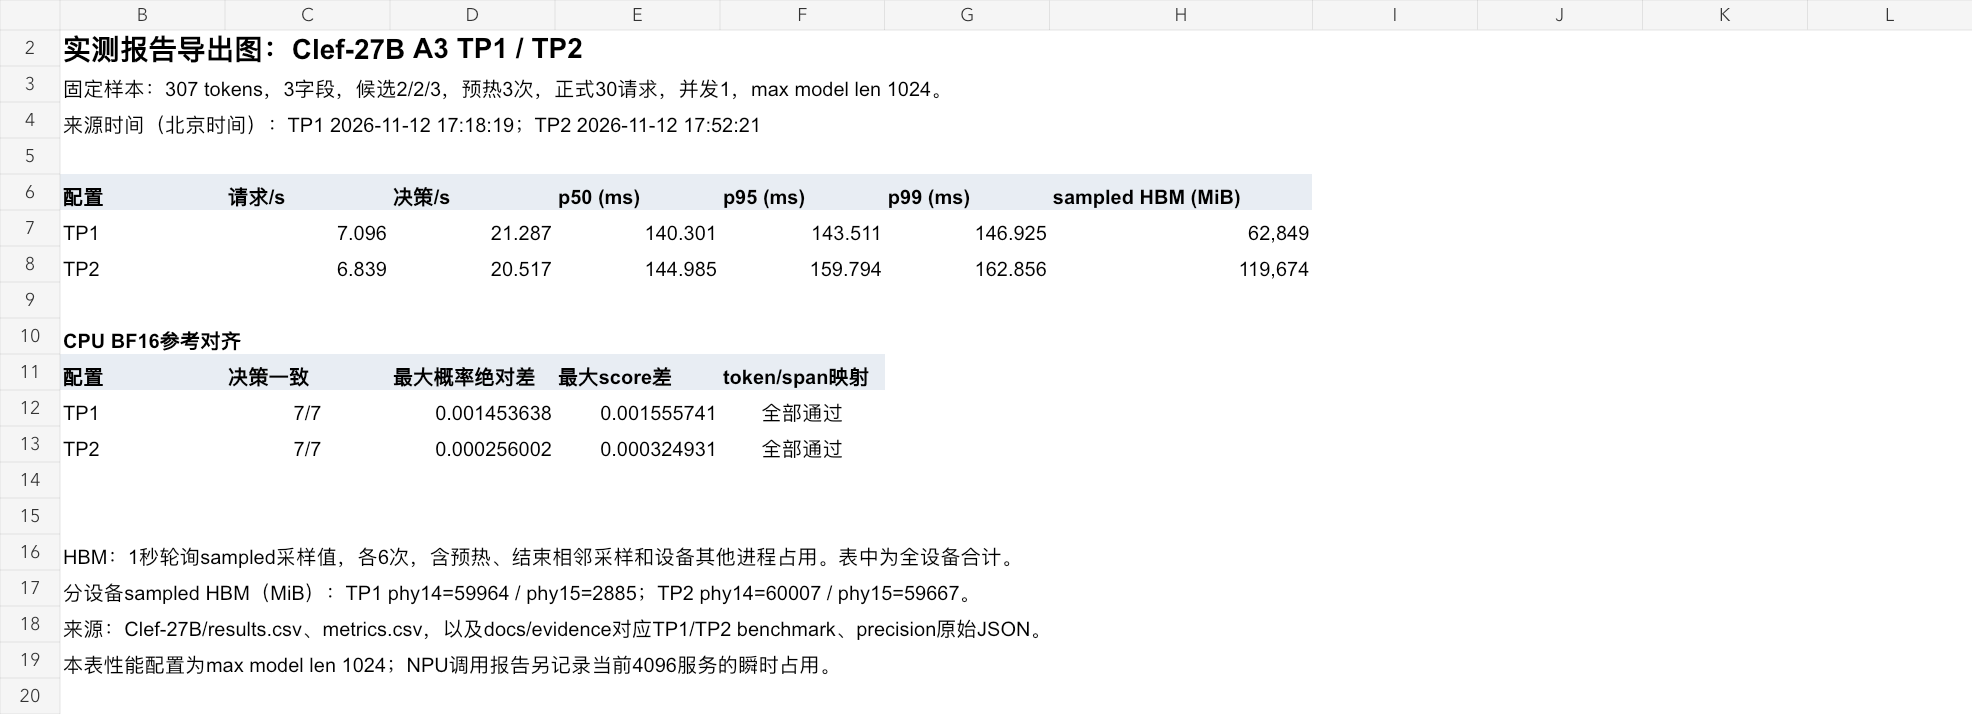 B C D E F G H I J K L
2 实测报告导出图：Clef-27B A3 TP1 / TP2
3 固定样本：307 tokens，3字段，候选2/2/3，预热3次，正式30请求，并发1，max model len 1024。
4 来源时间（北京时间）：TP1 2026-11-12 17:18:19；TP2 2026-11-12 17:52:21
5
6 配置 请求/s 决策/s p50 (ms) p95 (ms) p99 (ms) sampled HBM (MiB)
7 TP1 7.096 21.287 140.301 143.511 146.925 62,849
8 TP2 6.839 20.517 144.985 159.794 162.856 119,674
9
10 CPU BF16参考对齐
11 配置 决策一致 最大概率绝对差 最大score差 token/span映射
12 TP1 7/7 0.001453638 0.001555741 全部通过
13 TP2 7/7 0.000256002 0.000324931 全部通过
14
15
16 HBM：1秒轮询sampled采样值，各6次，含预热、结束相邻采样和设备其他进程占用。表中为全设备合计。
17 分设备sampled HBM（MiB）：TP1 phy14=59964 / phy15=2885；TP2 phy14=60007 / phy15=59667。
18 来源：Clef-27B/results.csv、metrics.csv，以及docs/evidence对应TP1/TP2 benchmark、precision原始JSON。
19 本表性能配置为max model len 1024；NPU调用报告另记录当前4096服务的瞬时占用。
20